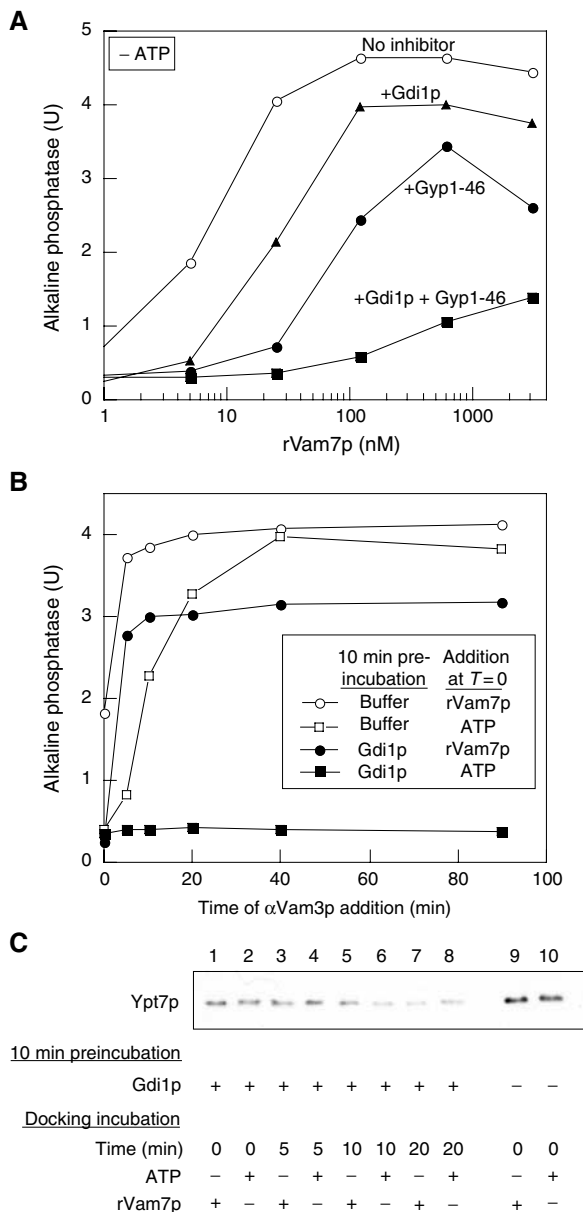 A
– ATP
No inhibitor
+Gdi1p
+Gyp1-46
+Gdi1p + Gyp1-46
Alkaline phosphatase (U)
5
4
3
2
1
0
1 10 100 1000
rVam7p (nM)
B
Alkaline phosphatase (U)
4
3
2
1
0
10 min pre-incubation Addition at T=0
Buffer rVam7p
Buffer ATP
Gdi1p rVam7p
Gdi1p ATP
0 20 40 60 80 100
Time of αVam3p addition (min)
C
1 2 3 4 5 6 7 8 9 10
Ypt7p
10 min preincubation
Gdi1p + + + + + + + + – –
Docking incubation
Time (min) 0 0 5 5 10 10 20 20 0 0
ATP – + – + – + – + – +
rVam7p + – + – + – + – + –